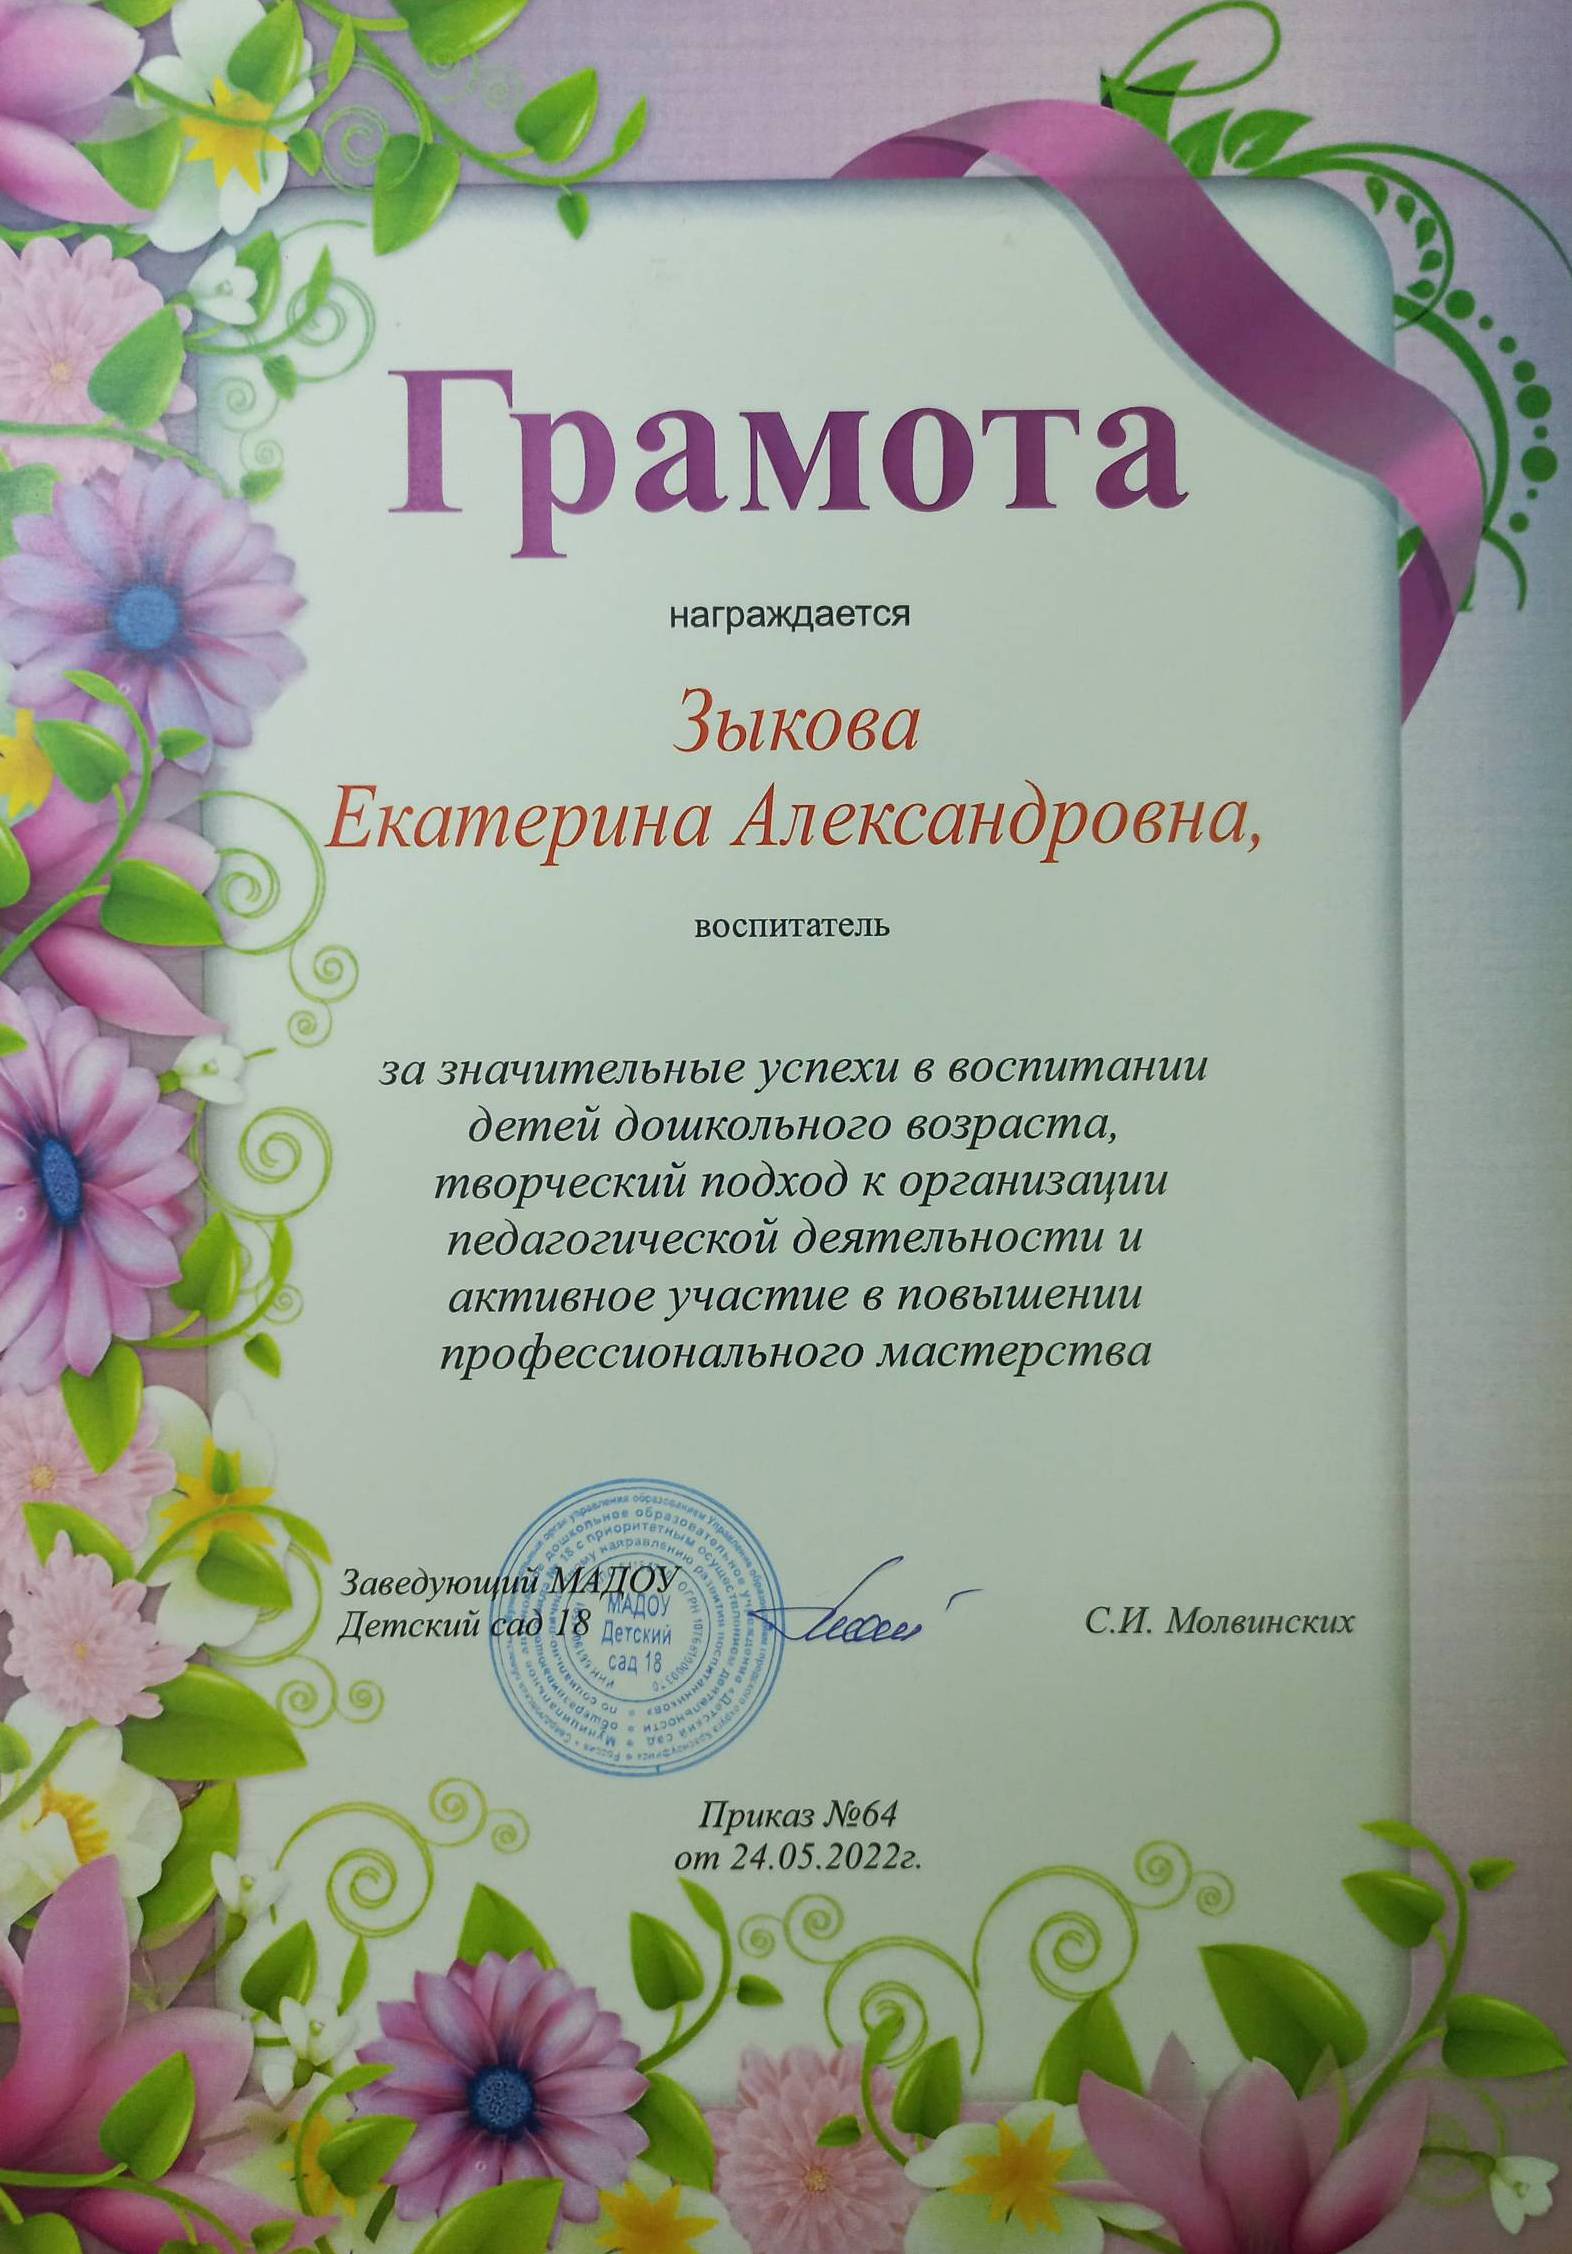 Грамота
награждается
Зыкова
Екатерина Александровна,
воспитатель
за значительные успехи в воспитании
детей дошкольного возраста,
творческий подход к организации
педагогической деятельности и
активное участие в повышении
профессионального мастерства
Заведующий МАДОУ
Детский сад 18
С.И. Молвинских
МАДОУ
Детский
сад 18
Приказ №64
от 24.05.2022г.